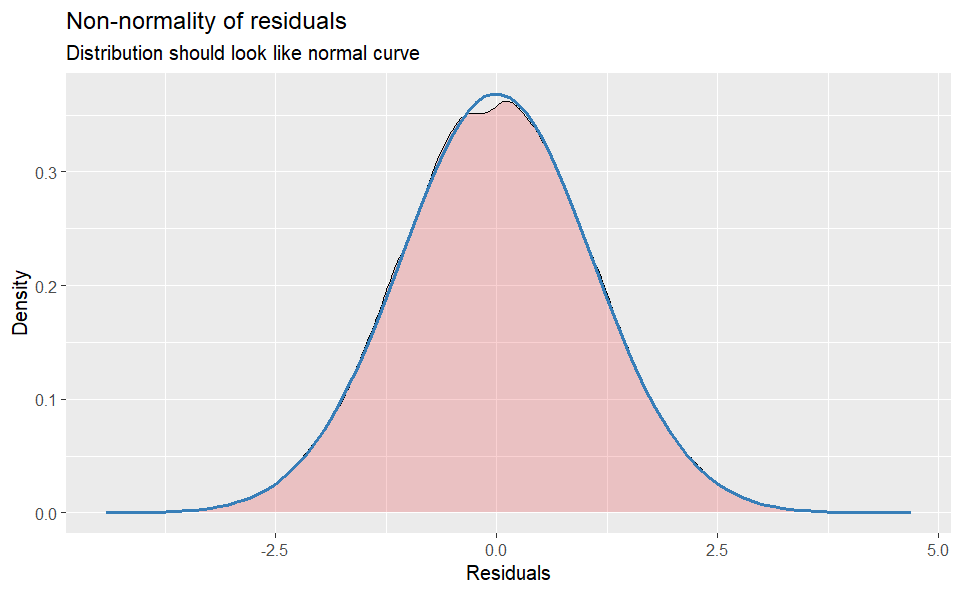 Non-normality of residuals
Distribution should look like normal curve
Density
0.3
0.2
0.1
0.0
-2.5
0.0
2.5
5.0
Residuals